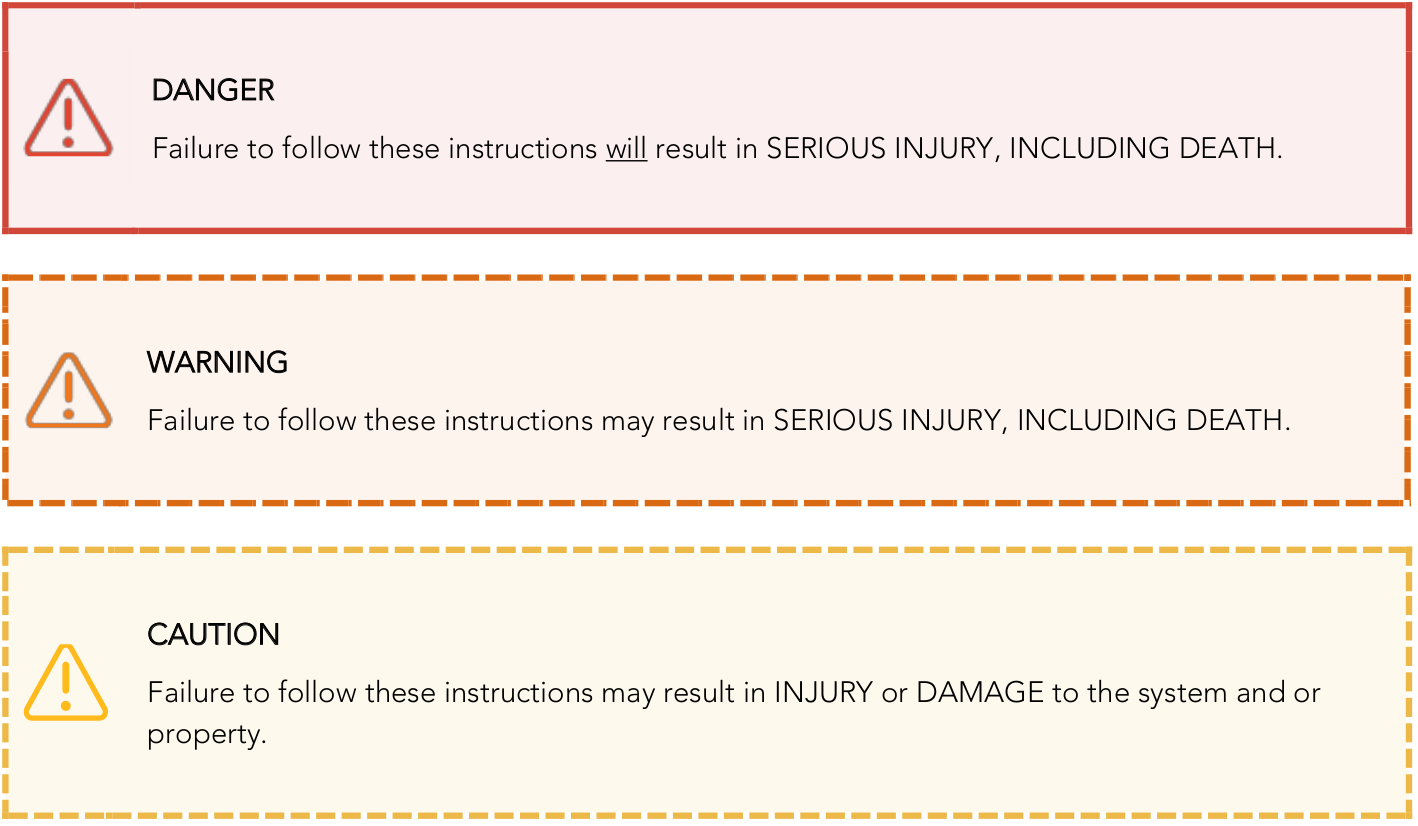 DANGER
Failure to follow these instructions will result in SERIOUS INJURY, INCLUDING DEATH.
WARNING
Failure to follow these instructions may result in SERIOUS INJURY, INCLUDING DEATH.
CAUTION
Failure to follow these instructions may result in INJURY or DAMAGE to the system and or
property.